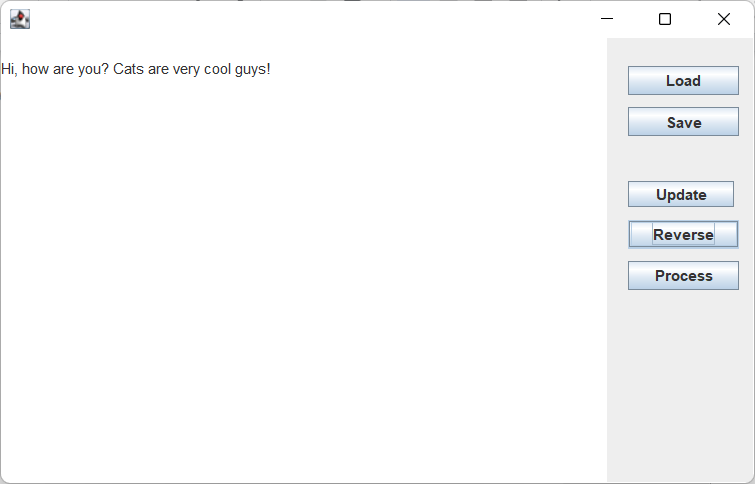 Hi, how are you? Cats are very cool guys!
Load
Save
Update
Reverse
Process